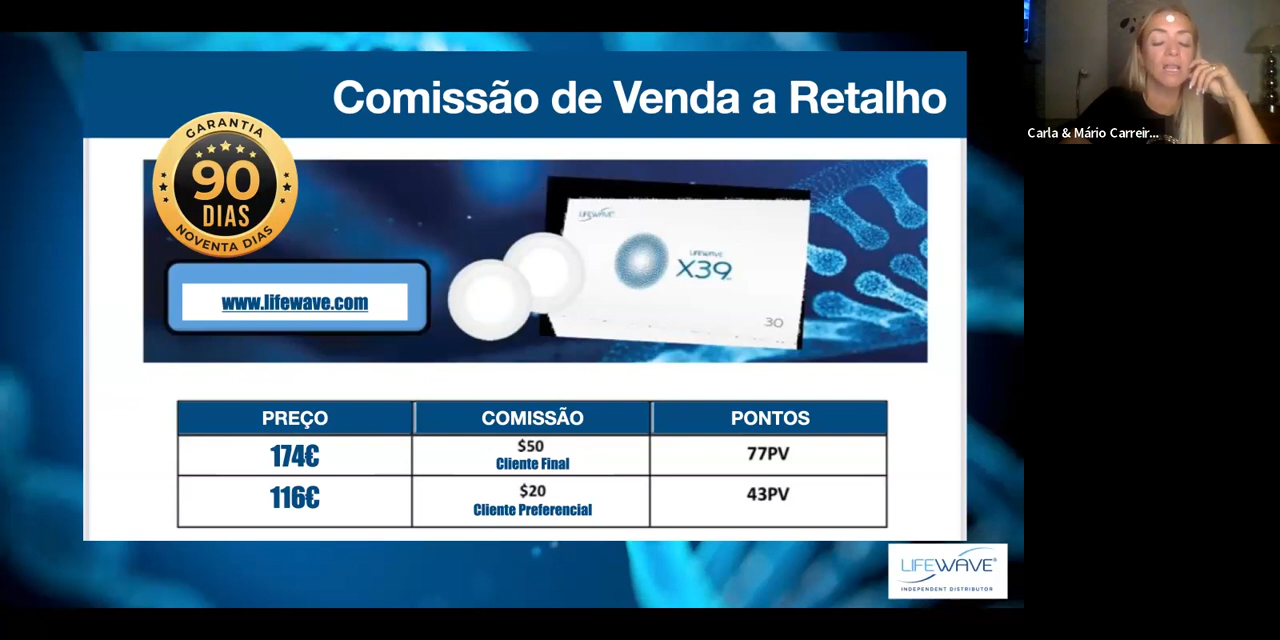 Comissão de Venda a Retalho
GARANTIA
90
DIAS
NOVENTA DIAS
www.lifewave.com
LIFEWAVE
LIFEWAVE
X39
30
PREÇO COMISSÃO PONTOS
174€ $50 Cliente Final 77PV
116€ $20 Cliente Preferencial 43PV
LIFEWAVE®
INDEPENDENT DISTRIBUTOR
Carla & Mário Carreir...